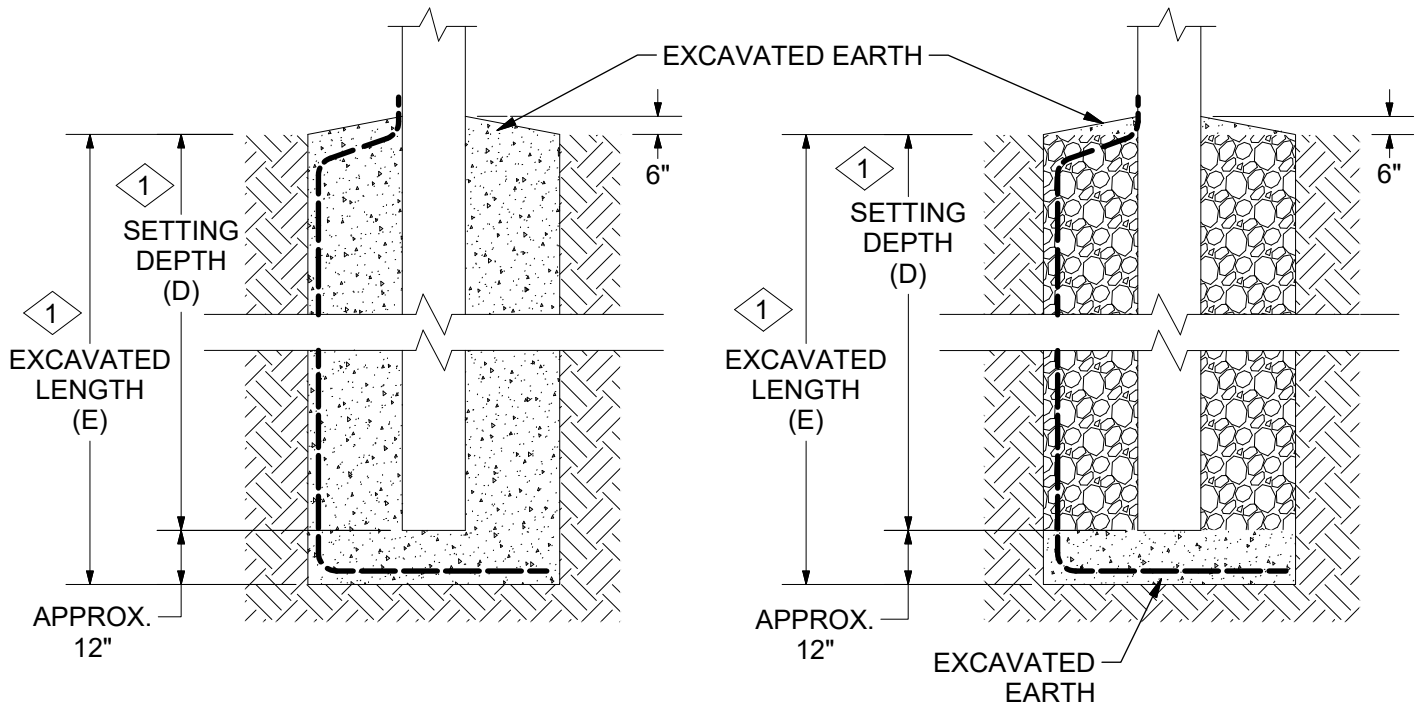 EXCAVATED EARTH
6"
6"
1
SETTING
DEPTH
(D)
1
EXCAVATED
LENGTH
(E)
APPROX.
12"
1
SETTING
DEPTH
(D)
1
EXCAVATED
LENGTH
(E)
APPROX.
12"
EXCAVATED
EARTH